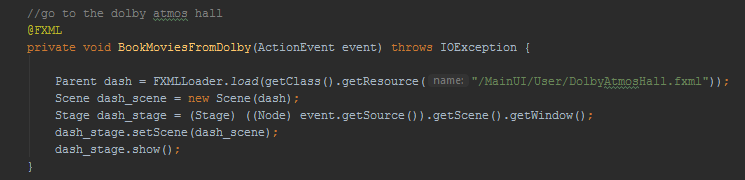 //go to the dolby atmos hall
@FXML
private void BookMoviesFromDolby(ActionEvent event) throws IOException {
Parent dash = FXMLLoader.load(getClass().getResource( name: "/MainUI/User/DolbyAtmosHall.fxml"));
Scene dash_scene = new Scene(dash);
Stage dash_stage = (Stage) ((Node) event.getSource()).getScene().getWindow();
dash_stage.setScene(dash_scene);
dash_stage.show();
}